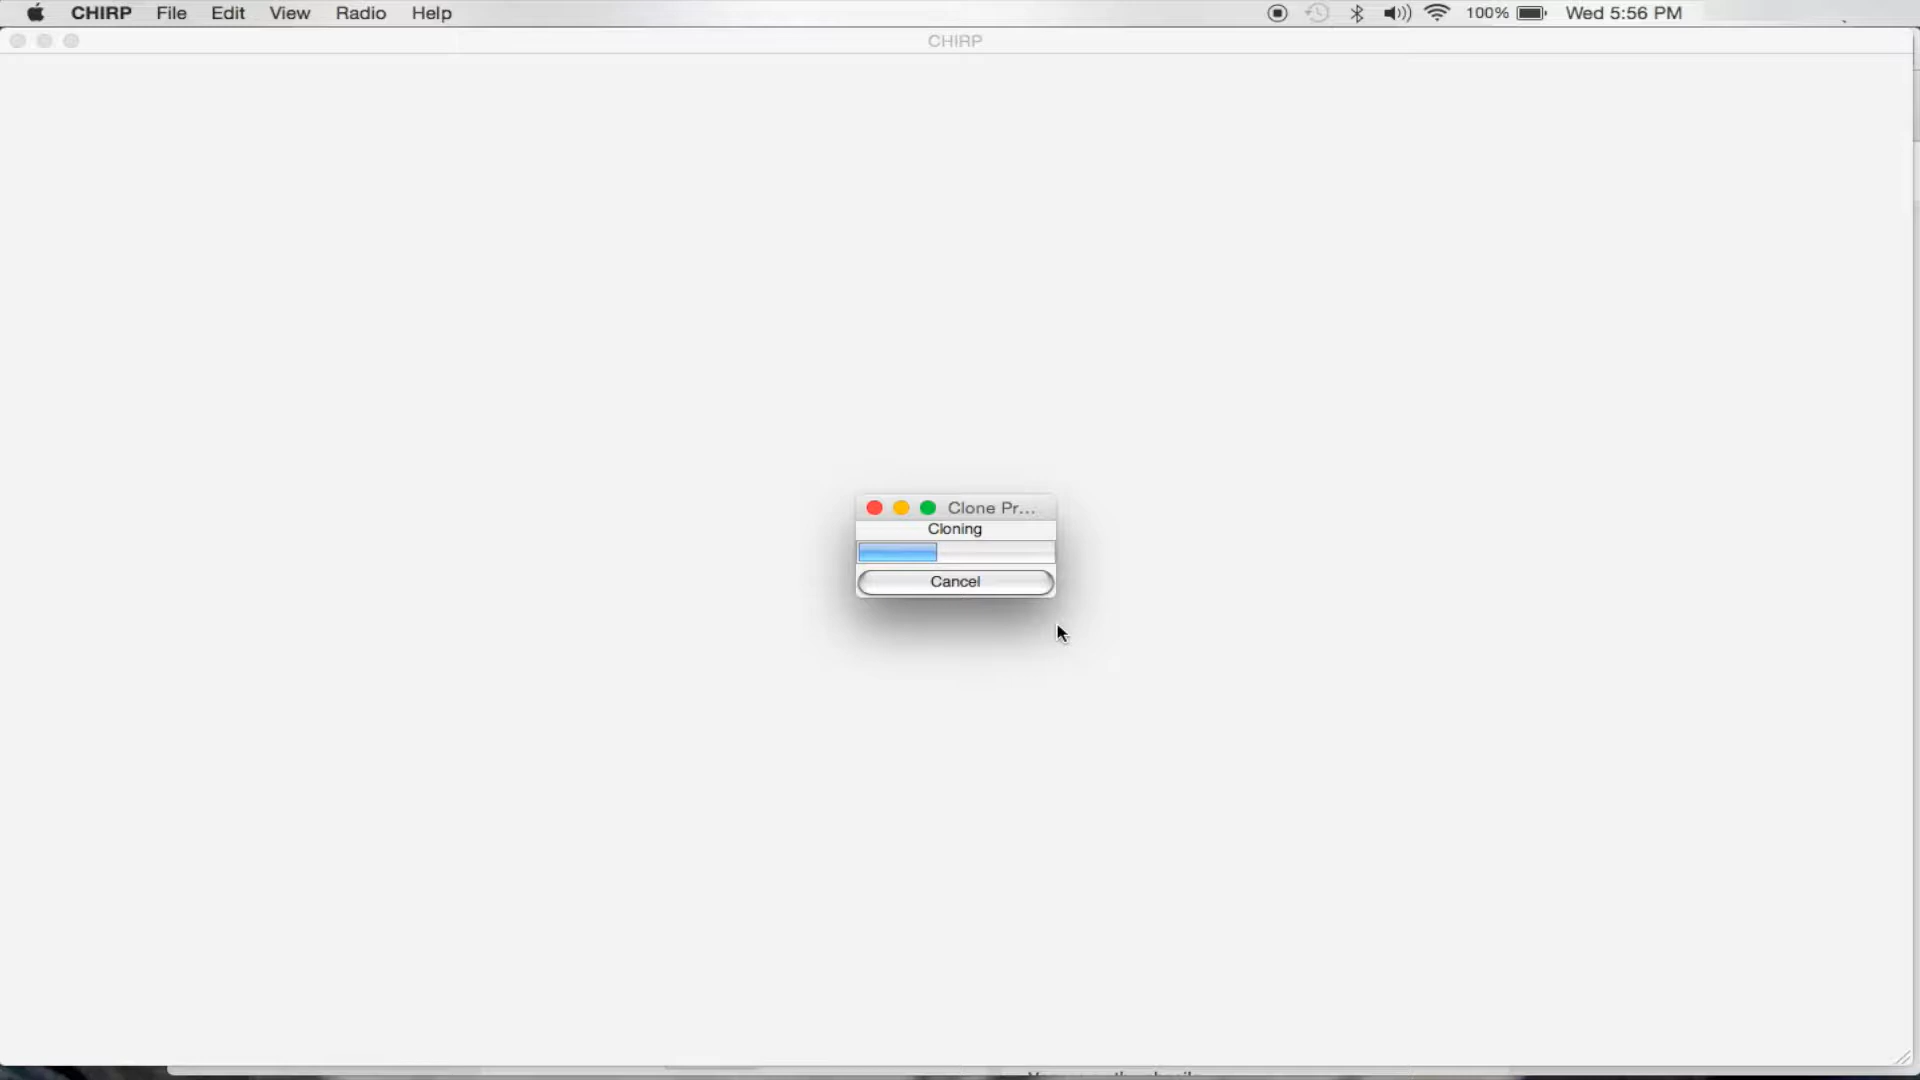 CHIRP File Edit View Radio Help 100% Wed 5:56 PM
CHIRP
Clone Pr...
Cloning
Cancel